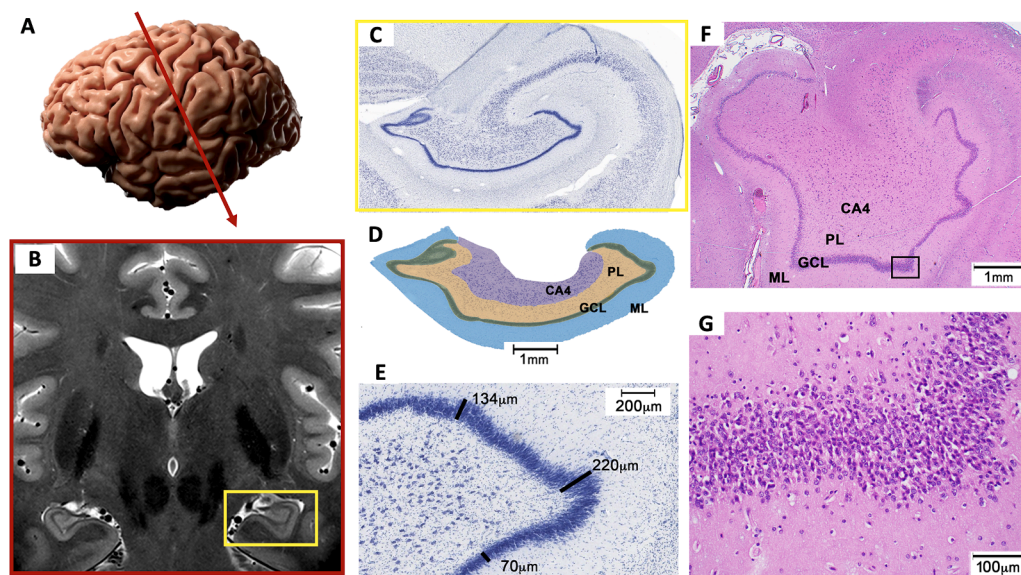 A
B
C
D
CA4
PL
GCL
ML
1mm
E
134μm
200μm
220μm
70μm
F
CA4
PL
GCL
ML
1mm
G
100μm